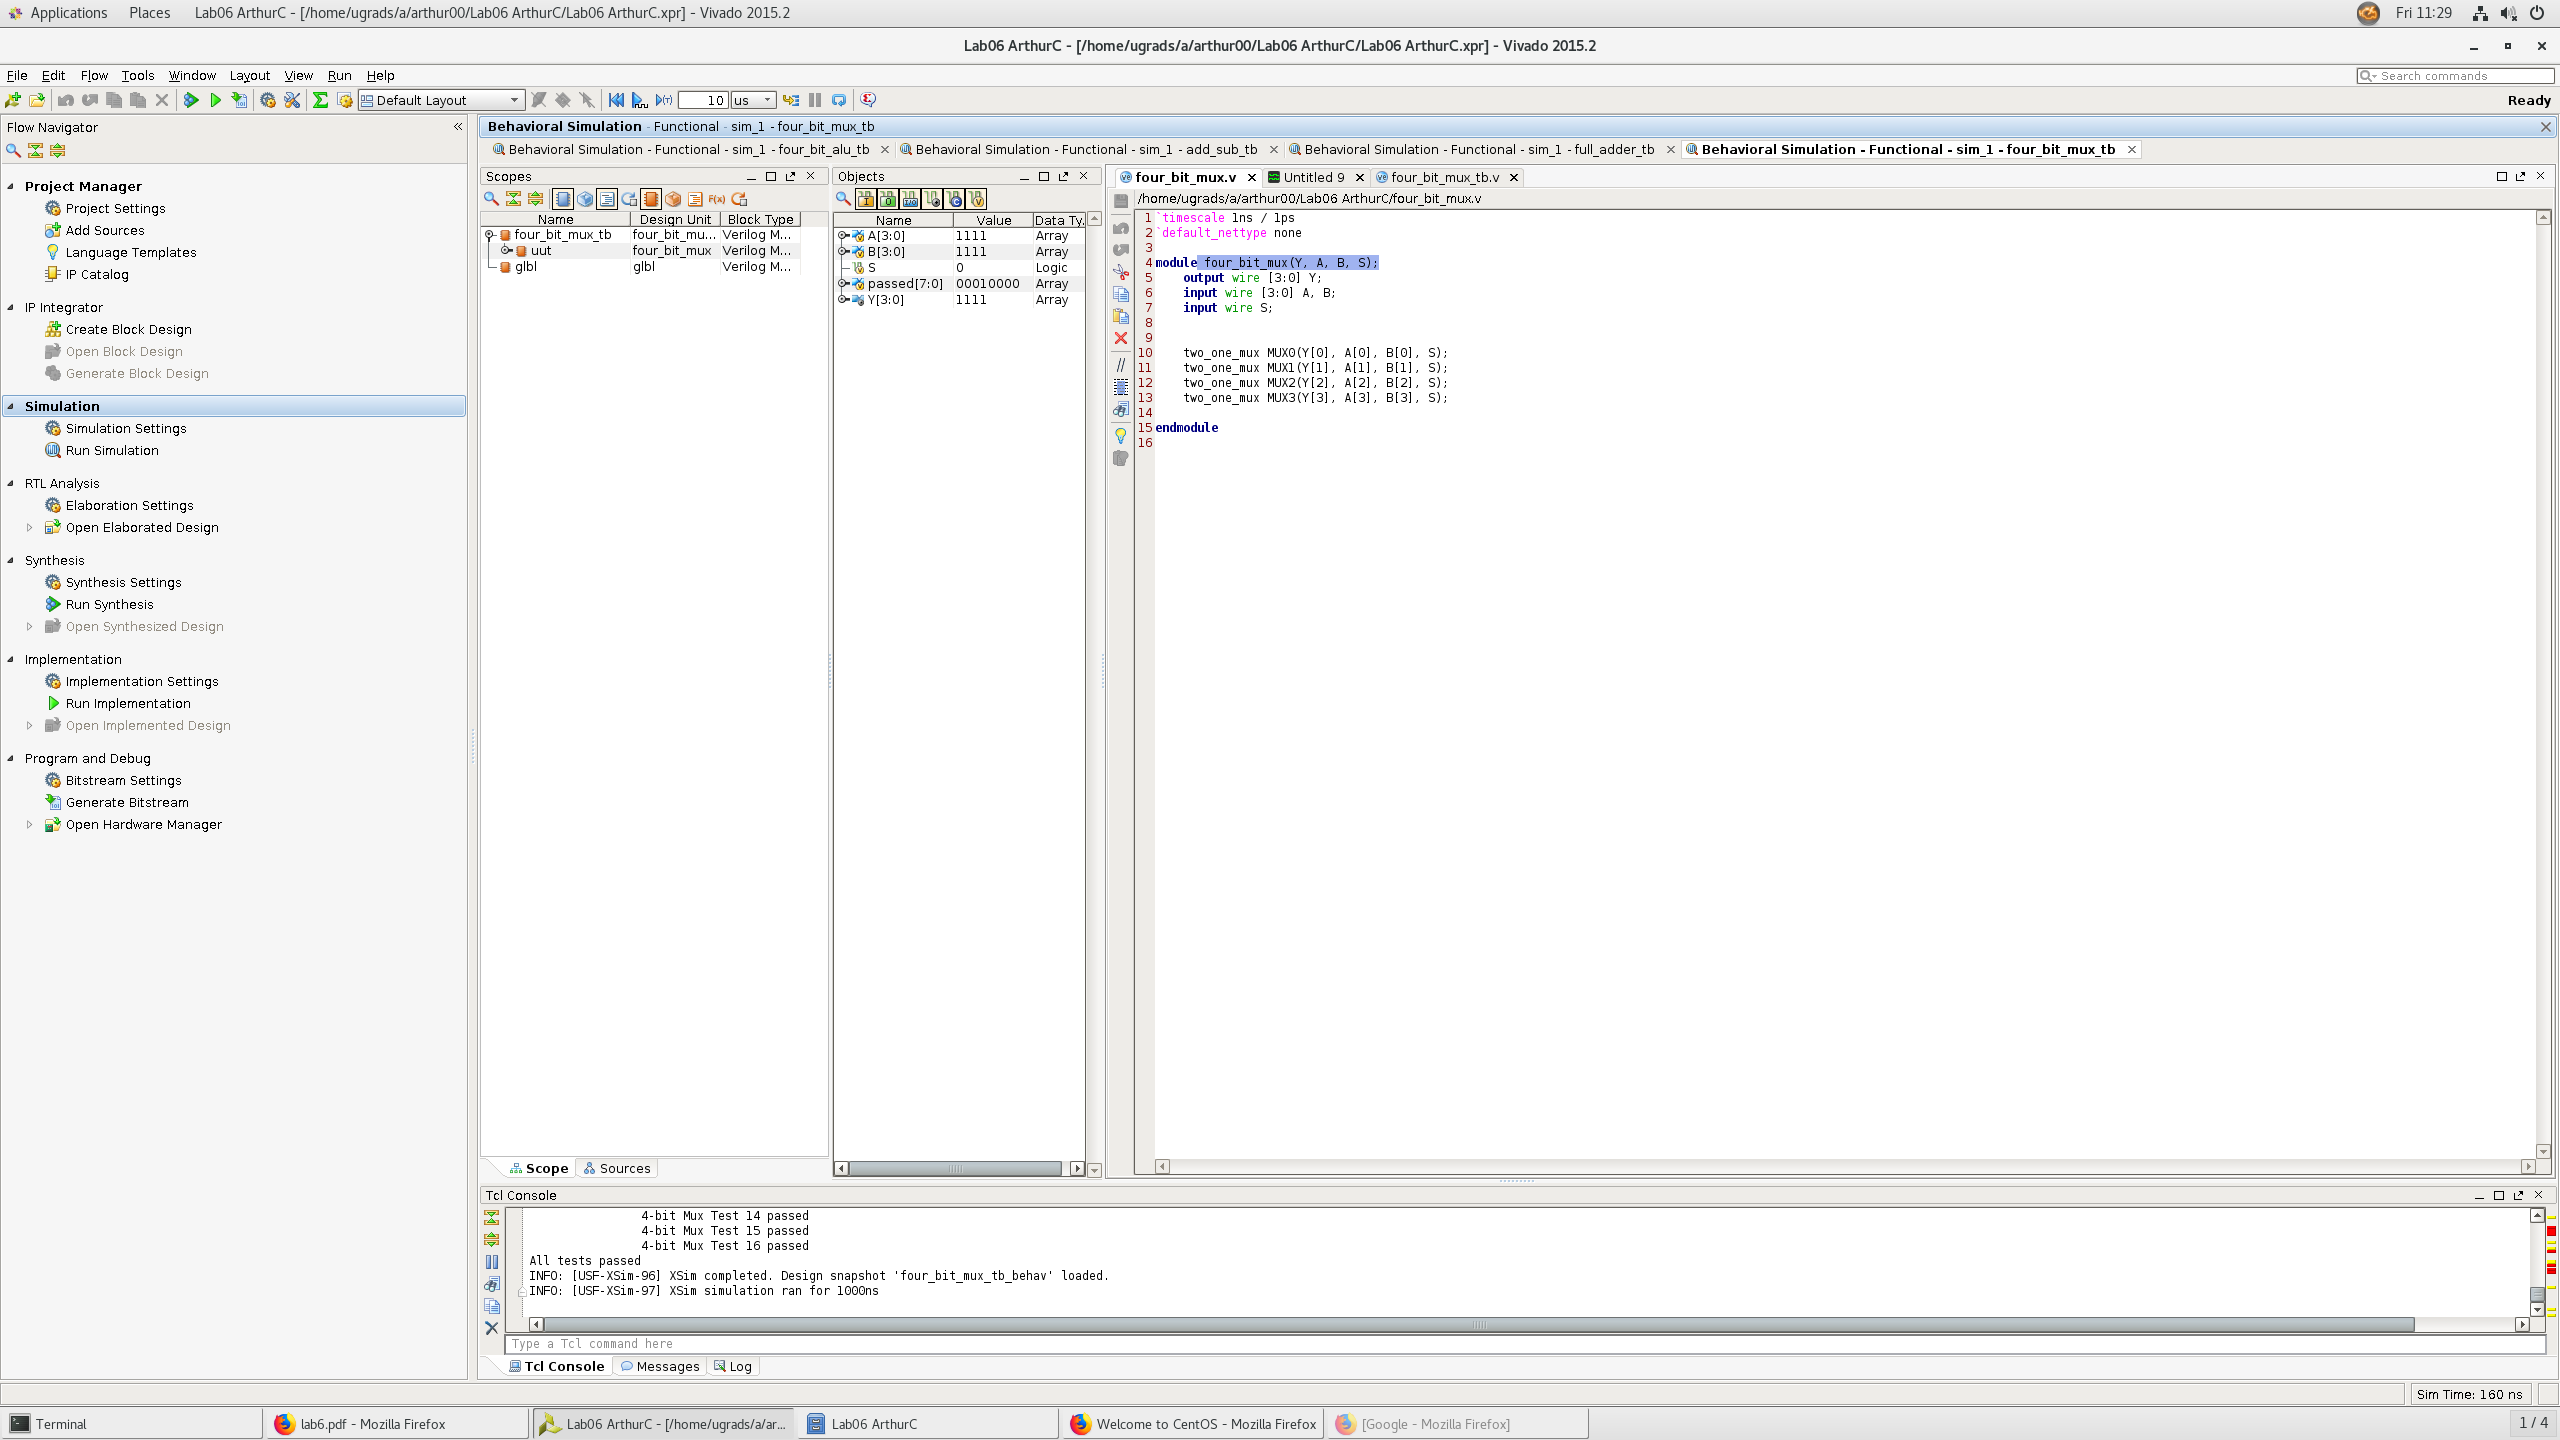 Applications Places Lab06 ArthurC - [/home/ugrads/a/arthur00/Lab06 ArthurC/Lab06 ArthurC.xpr] - Vivado 2015.2 Fri 11:29
Lab06 ArthurC - [/home/ugrads/a/arthur00/Lab06 ArthurC/Lab06 ArthurC.xpr] - Vivado 2015.2
File Edit Flow Tools Window Layout View Run Help Search commands
Default Layout 10 us Ready
Flow Navigator
Project Manager
Project Settings
Add Sources
Language Templates
IP Catalog
IP Integrator
Create Block Design
Open Block Design
Generate Block Design
Simulation
Simulation Settings
Run Simulation
RTL Analysis
Elaboration Settings
Open Elaborated Design
Synthesis
Synthesis Settings
Run Synthesis
Open Synthesized Design
Implementation
Implementation Settings
Run Implementation
Open Implemented Design
Program and Debug
Bitstream Settings
Generate Bitstream
Open Hardware Manager
Behavioral Simulation - Functional - sim_1 - four_bit_mux_tb
Behavioral Simulation - Functional - sim_1 - four_bit_alu_tb Behavioral Simulation - Functional - sim_1 - add_sub_tb Behavioral Simulation - Functional - sim_1 - full_adder_tb Behavioral Simulation - Functional - sim_1 - four_bit_mux_tb
Scopes
Name Design Unit Block Type
four_bit_mux_tb four_bit_mu... Verilog M...
uut four_bit_mux Verilog M...
glbl glbl Verilog M...
Scope Sources
Objects
Name Value Data Ty.
A[3:0] 1111 Array
B[3:0] 1111 Array
S 0 Logic
passed[7:0] 00010000 Array
Y[3:0] 1111 Array
four_bit_mux.v Untitled 9 four_bit_mux_tb.v
/home/ugrads/a/arthur00/Lab06 ArthurC/four_bit_mux.v
1 `timescale 1ns / 1ps
2 `default_nettype none
3
4 module four_bit_mux(Y, A, B, S);
5 output wire [3:0] Y;
6 input wire [3:0] A, B;
7 input wire S;
8
9
10 two_one_mux MUX0(Y[0], A[0], B[0], S);
11 two_one_mux MUX1(Y[1], A[1], B[1], S);
12 two_one_mux MUX2(Y[2], A[2], B[2], S);
13 two_one_mux MUX3(Y[3], A[3], B[3], S);
14
15 endmodule
16
Tcl Console
4-bit Mux Test 14 passed
4-bit Mux Test 15 passed
4-bit Mux Test 16 passed
All tests passed
INFO: [USF-XSim-96] XSim completed. Design snapshot 'four_bit_mux_tb_behav' loaded.
INFO: [USF-XSim-97] XSim simulation ran for 1000ns
Type a Tcl command here
Tcl Console Messages Log
Sim Time: 160 ns
Terminal lab6.pdf - Mozilla Firefox Lab06 ArthurC - [/home/ugrads/a/ar... Lab06 ArthurC Welcome to CentOS - Mozilla Firefox [Google - Mozilla Firefox] 1 / 4